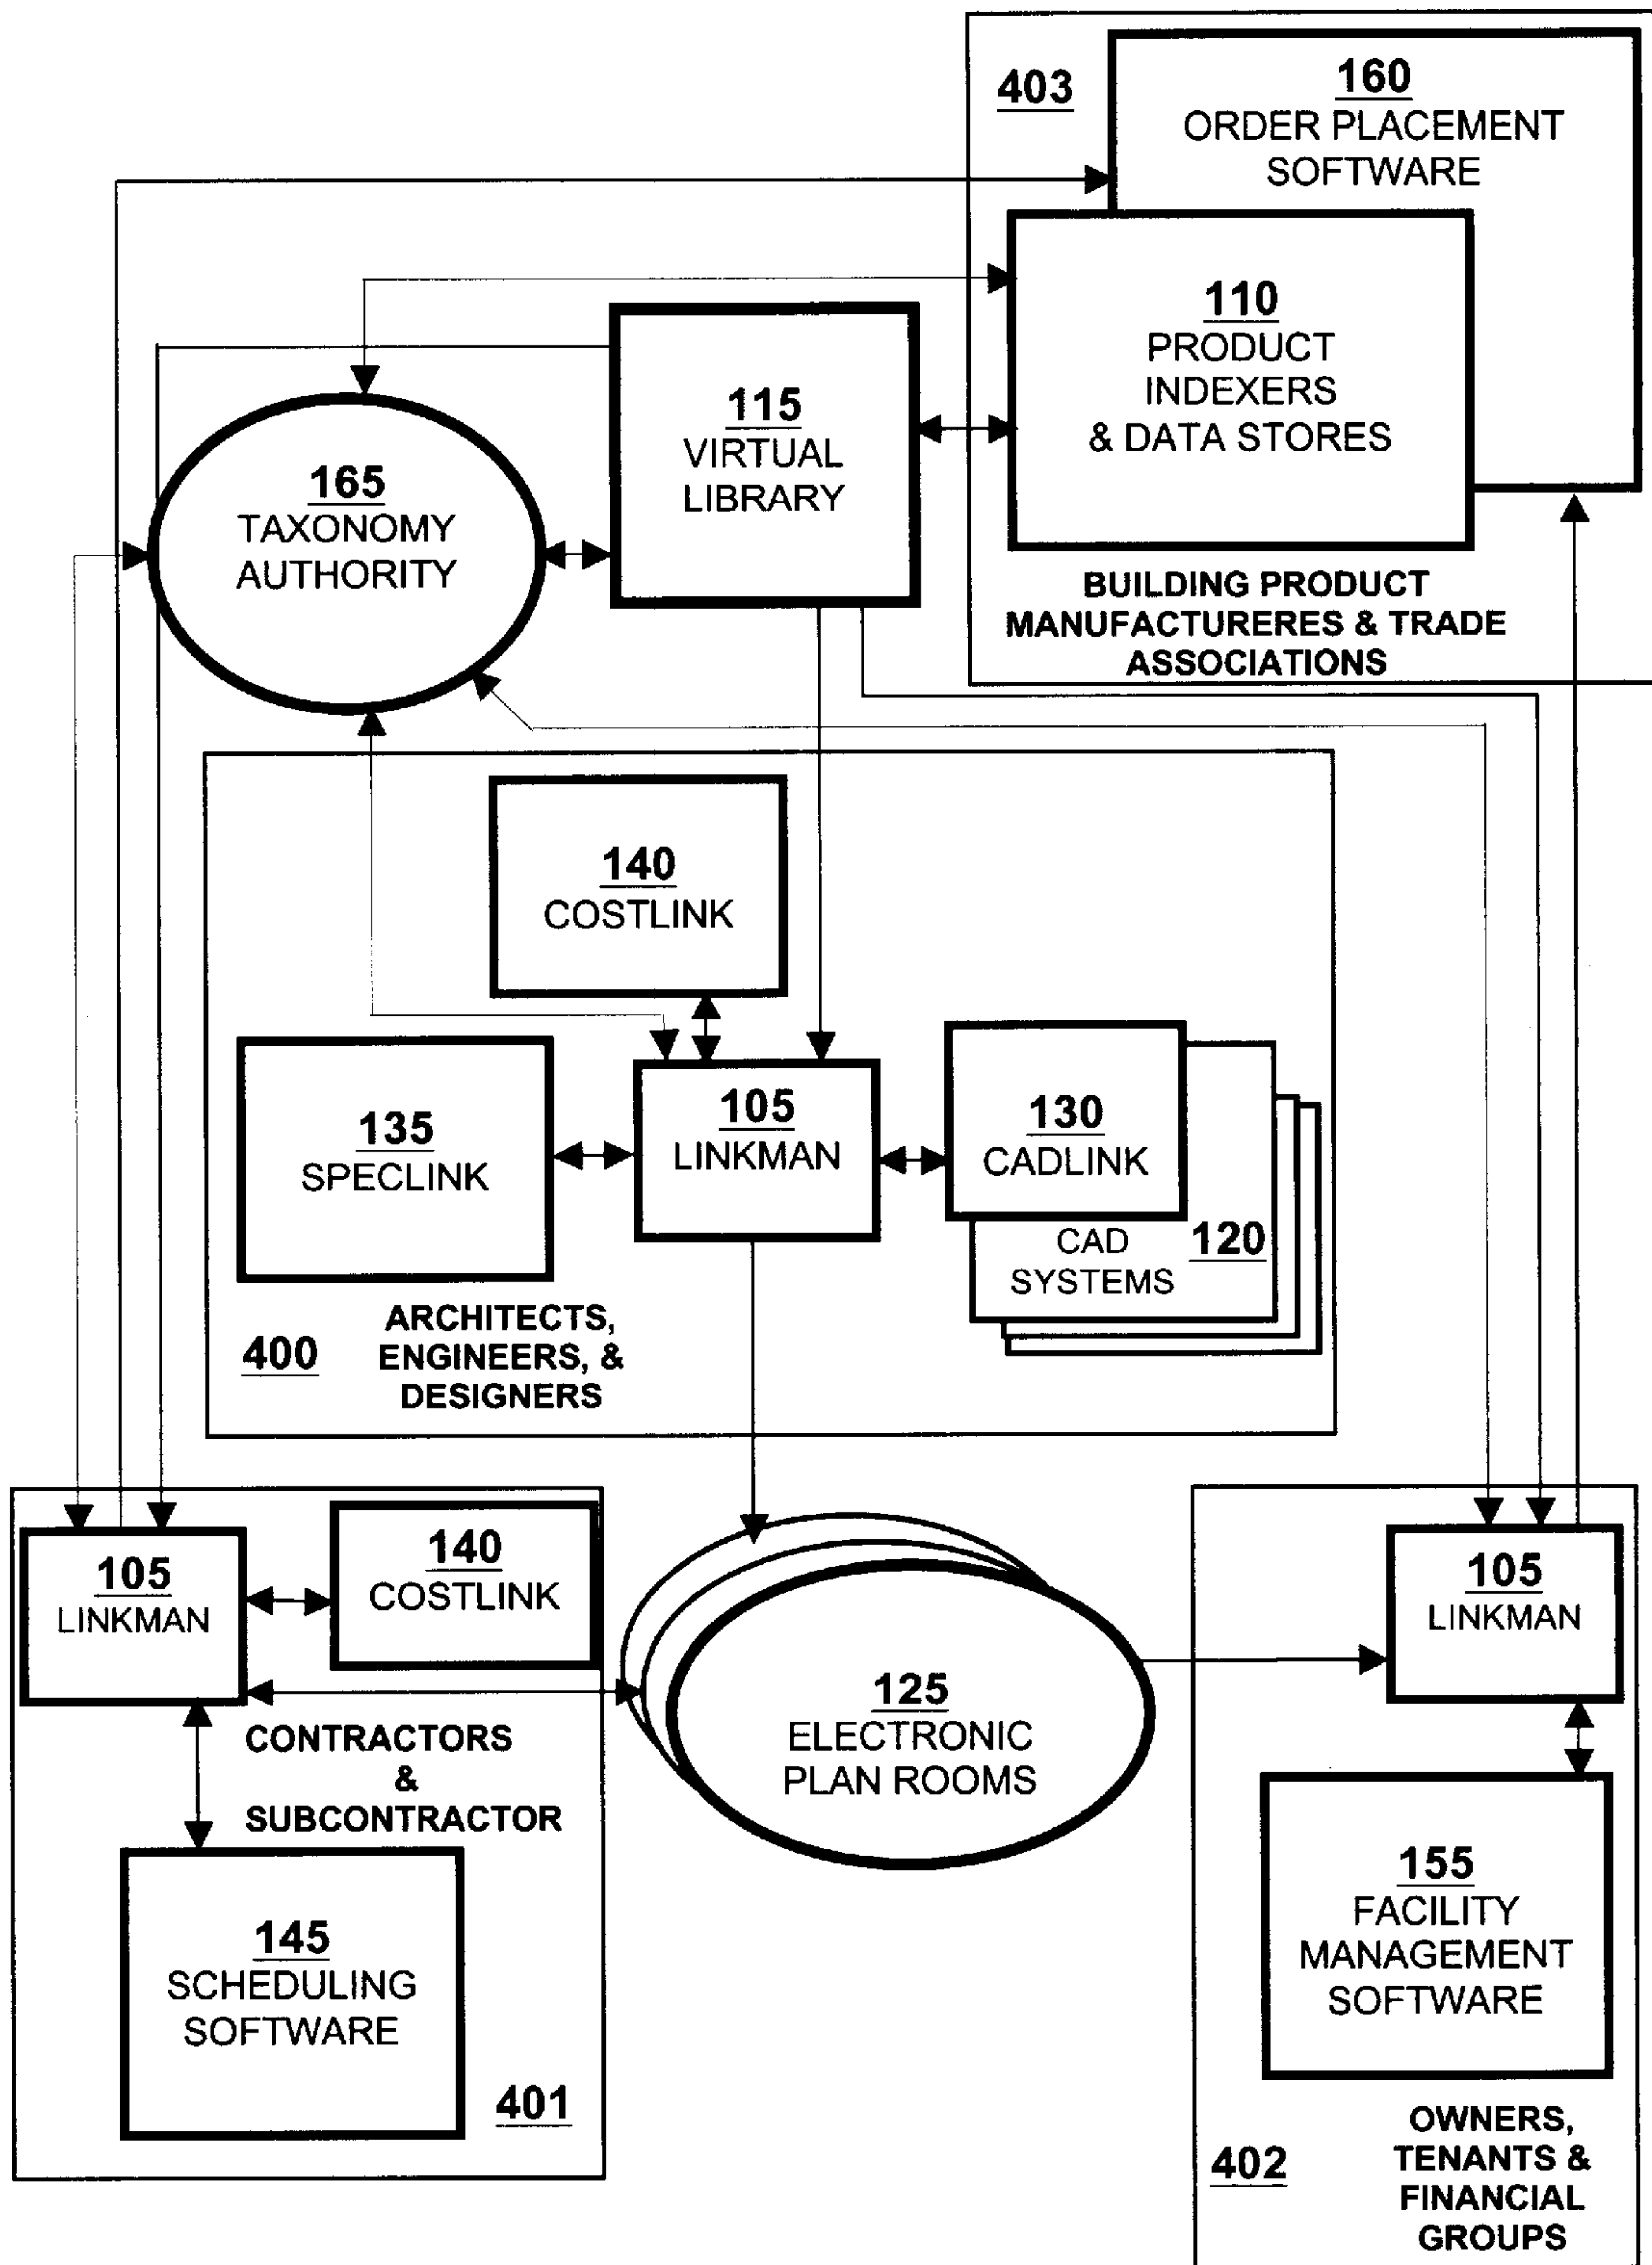 403
160
ORDER PLACEMENT
SOFTWARE
110
PRODUCT
INDEXERS
& DATA STORES
BUILDING PRODUCT
MANUFACTURERES & TRADE
ASSOCIATIONS
115
VIRTUAL
LIBRARY
165
TAXONOMY
AUTHORITY
140
COSTLINK
135
SPECLINK
105
LINKMAN
130
CADLINK
CAD
SYSTEMS
120
400
ARCHITECTS,
ENGINEERS, &
DESIGNERS
105
LINKMAN
140
COSTLINK
CONTRACTORS
&
SUBCONTRACTOR
145
SCHEDULING
SOFTWARE
401
125
ELECTRONIC
PLAN ROOMS
105
LINKMAN
155
FACILITY
MANAGEMENT
SOFTWARE
402
OWNERS,
TENANTS &
FINANCIAL
GROUPS